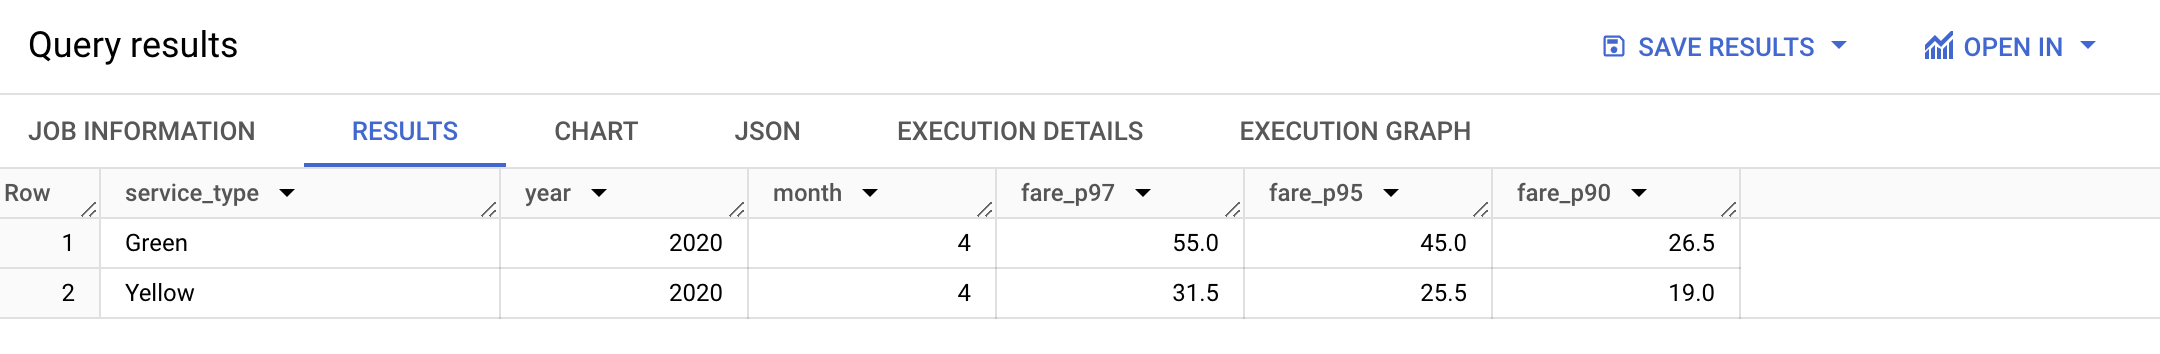 Query results SAVE RESULTS OPEN IN
JOB INFORMATION RESULTS CHART JSON EXECUTION DETAILS EXECUTION GRAPH
Row service_type year month fare_p97 fare_p95 fare_p90
1 Green 2020 4 55.0 45.0 26.5
2 Yellow 2020 4 31.5 25.5 19.0